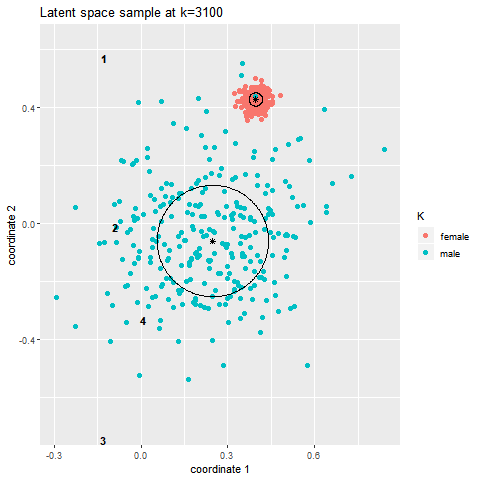 Latent space sample at k=3100
1
2
4
3
0.4
0.0
-0.4
-0.3
0.0
0.3
0.6
coordinate 2
coordinate 1
K
female
male